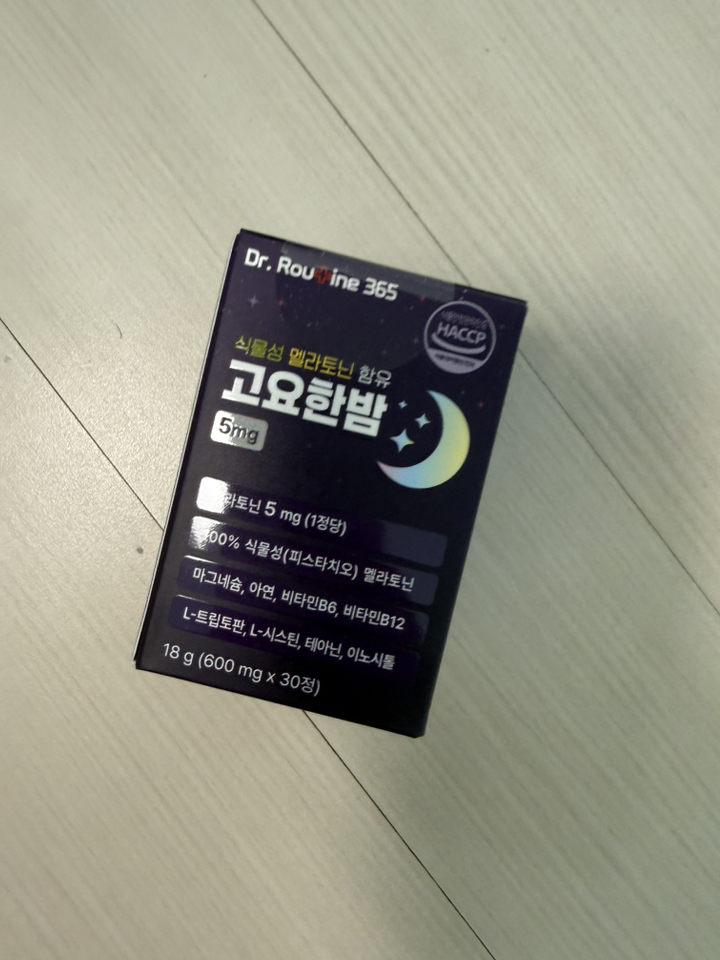 Dr. Routine 365
HACCP
식물성 멜라토닌 함유
고요한밤
5mg
라토닌 5 mg (1정당)
100% 식물성(피스타치오) 멜라토닌
마그네슘, 아연, 비타민B6, 비타민B12
L-트립토판, L-시스틴, 테아닌, 이노시톨
18 g (600 mg x 30정)